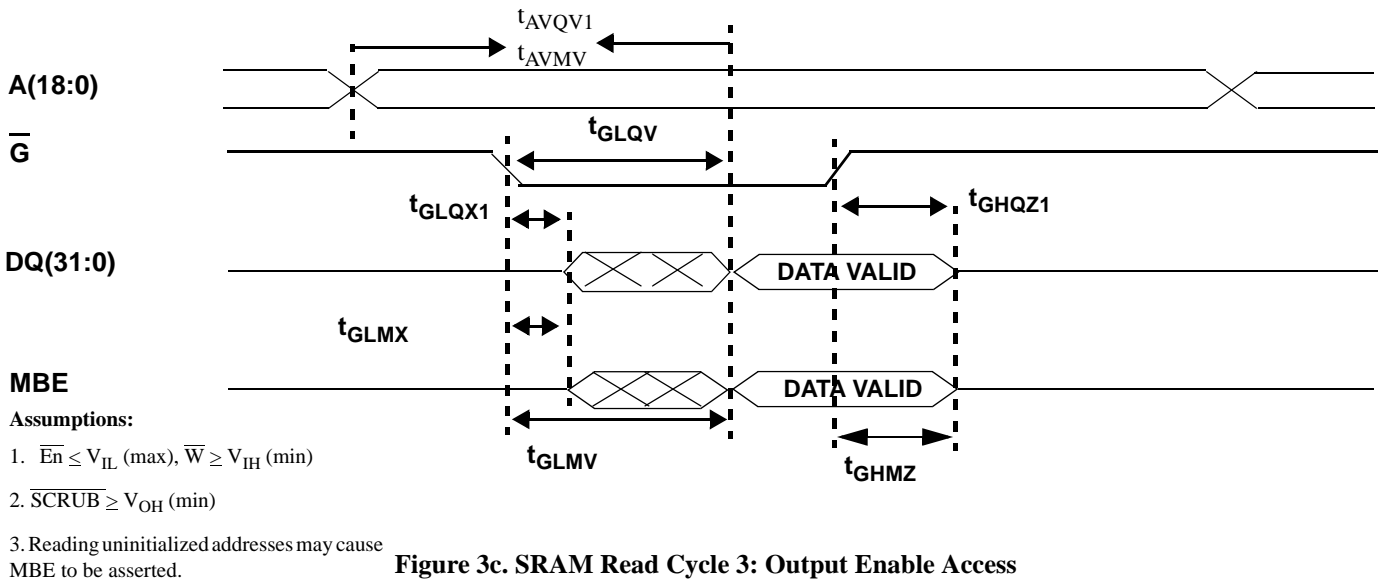 tAVQV1
tAVMV
A(18:0)
G̅
tGLQV
tGLQX1
tGHQZ1
DQ(31:0)
DATA VALID
tGLMX
MBE
DATA VALID
tGLMV
tGHMZ
Assumptions:
1. E̅n̅ ≤ VIL (max), W̅ ≥ VIH (min)
2. S̅C̅R̅U̅B̅ ≥ VOH (min)
3. Reading uninitialized addresses may cause
MBE to be asserted.
Figure 3c. SRAM Read Cycle 3: Output Enable Access